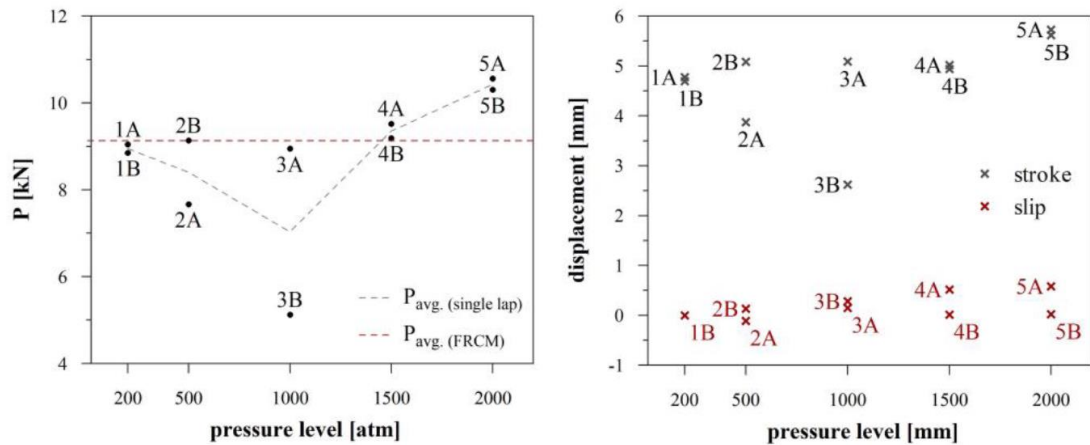 12
10
8
6
4
P [kN]
1A
1B
2B
2A
3A
3B
4A
4B
5A
5B
P avg. (single lap)
P avg. (FRCM)
200 500 1000 1500 2000
pressure level [atm]
6
5
4
3
2
1
0
-1
displacement [mm]
1A
1B
2B
2A
3A
3B
4A
4B
5A
5B
stroke
slip
1B
2B
2A
3B
3A
4A
4B
5A
5B
200 500 1000 1500 2000
pressure level [mm]